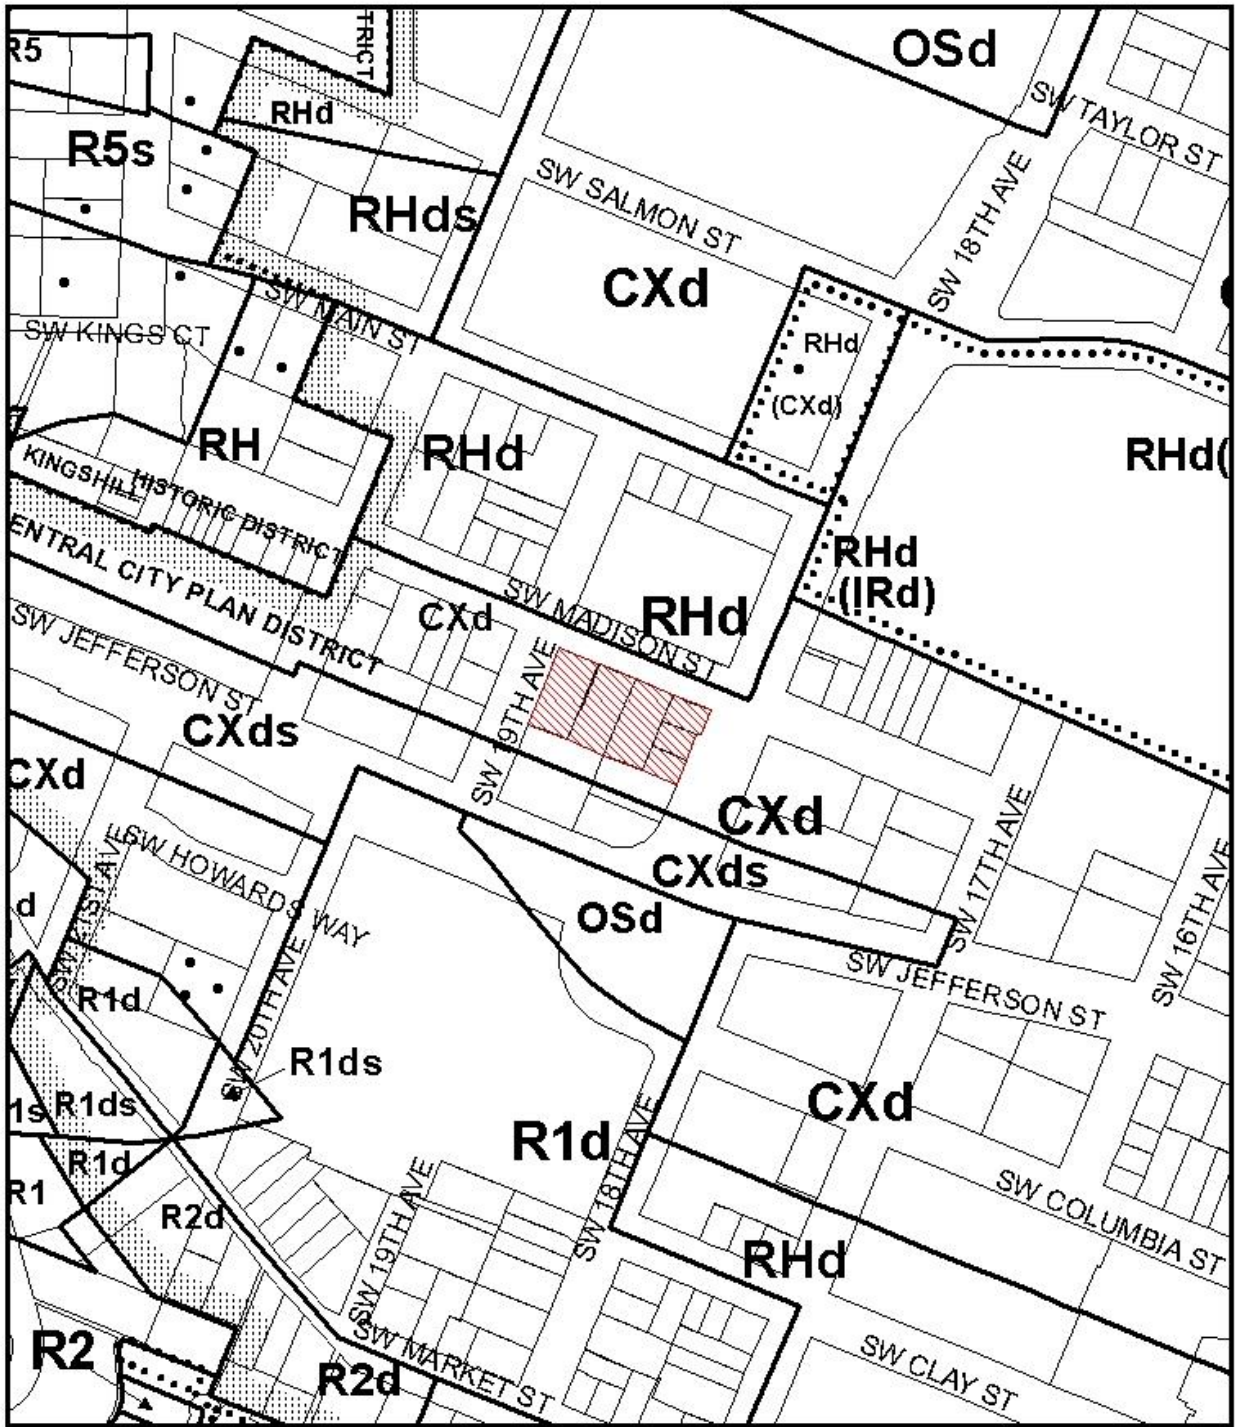 OSd
R5
TRICT
RHd
SW TAYLOR ST
R5s
SW SALMON ST
SW 18TH AVE
RHds
CXd
SW MAIN ST
SW KINGS CT
RHd
(CXd)
RH
RHd
RHd(
KINGSHILL HISTORIC DISTRICT
ENTRAL CITY PLAN DISTRICT
RHd
(IRd)
SW MADISON ST
CXd
RHd
SW JEFFERSON ST
SW 19TH AVE
CXds
CXd
CXd
SW HOWARDS WAY
CXds
SW 17TH AVE
SW 16TH AVE
d
OSd
SW 20TH AVE
SW JEFFERSON ST
R1d
R1ds
R1ds
1s
CXd
R1d
R1d
R1
SW 18TH AVE
SW 19TH AVE
R2d
SW COLUMBIA ST
RHd
R2
SW MARKET ST
R2d
SW CLAY ST